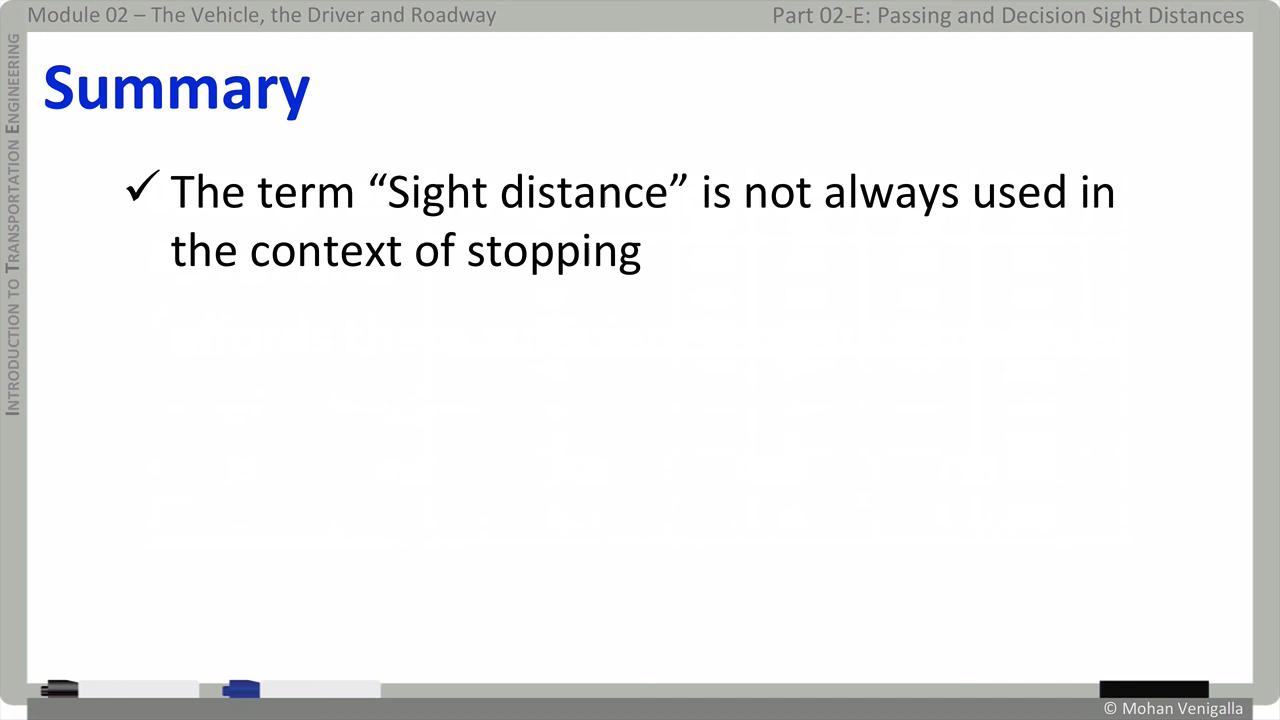 Module 02 – The Vehicle, the Driver and Roadway
Part 02-E: Passing and Decision Sight Distances
INTRODUCTION TO TRANSPORTATION ENGINEERING
Summary
✓ The term “Sight distance” is not always used in
the context of stopping
© Mohan Venigalla